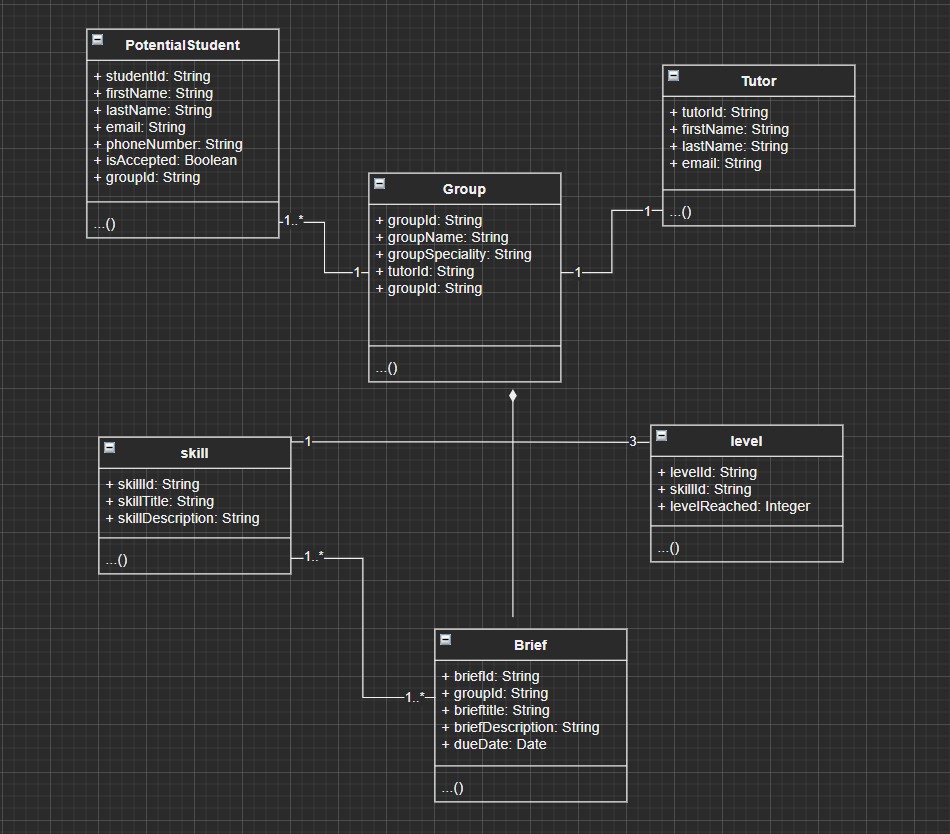 PotentialStudent
+ studentId: String
+ firstName: String
+ lastName: String
+ email: String
+ phoneNumber: String
+ isAccepted: Boolean
+ groupId: String
...()
1..*
1
Group
+ groupId: String
+ groupName: String
+ groupSpeciality: String
+ tutorId: String
+ groupId: String
...()
1
1
Tutor
+ tutorId: String
+ firstName: String
+ lastName: String
+ email: String
...()
skill
+ skillId: String
+ skillTitle: String
+ skillDescription: String
...()
1
3
level
+ levelId: String
+ skillId: String
+ levelReached: Integer
...()
1..*
1..*
Brief
+ briefId: String
+ groupId: String
+ brieftitle: String
+ briefDescription: String
+ dueDate: Date
...()